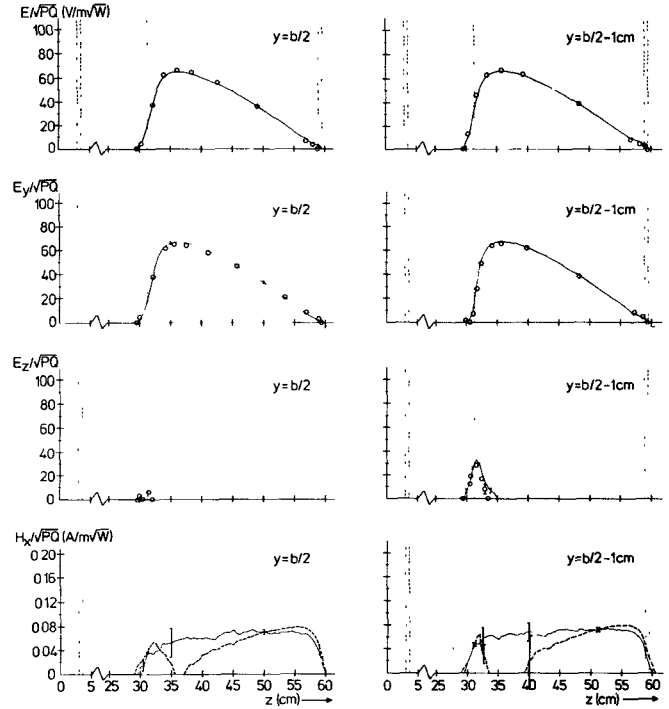 E/√PQ (V/m√W)
100
80
60
40
20
0
y=b/2
y=b/2-1cm
Ey/√PQ
100
80
60
40
20
0
y=b/2
y=b/2-1cm
Ez/√PQ
100
80
60
40
20
0
y=b/2
y=b/2-1cm
Hx/√PQ (A/m√W)
0.20
0.16
0.12
0.08
0.04
0
y=b/2
y=b/2-1cm
0 5 25 30 35 40 45 50 55 60
z (cm)
0 5 25 30 35 40 45 50 55 60
z (cm)